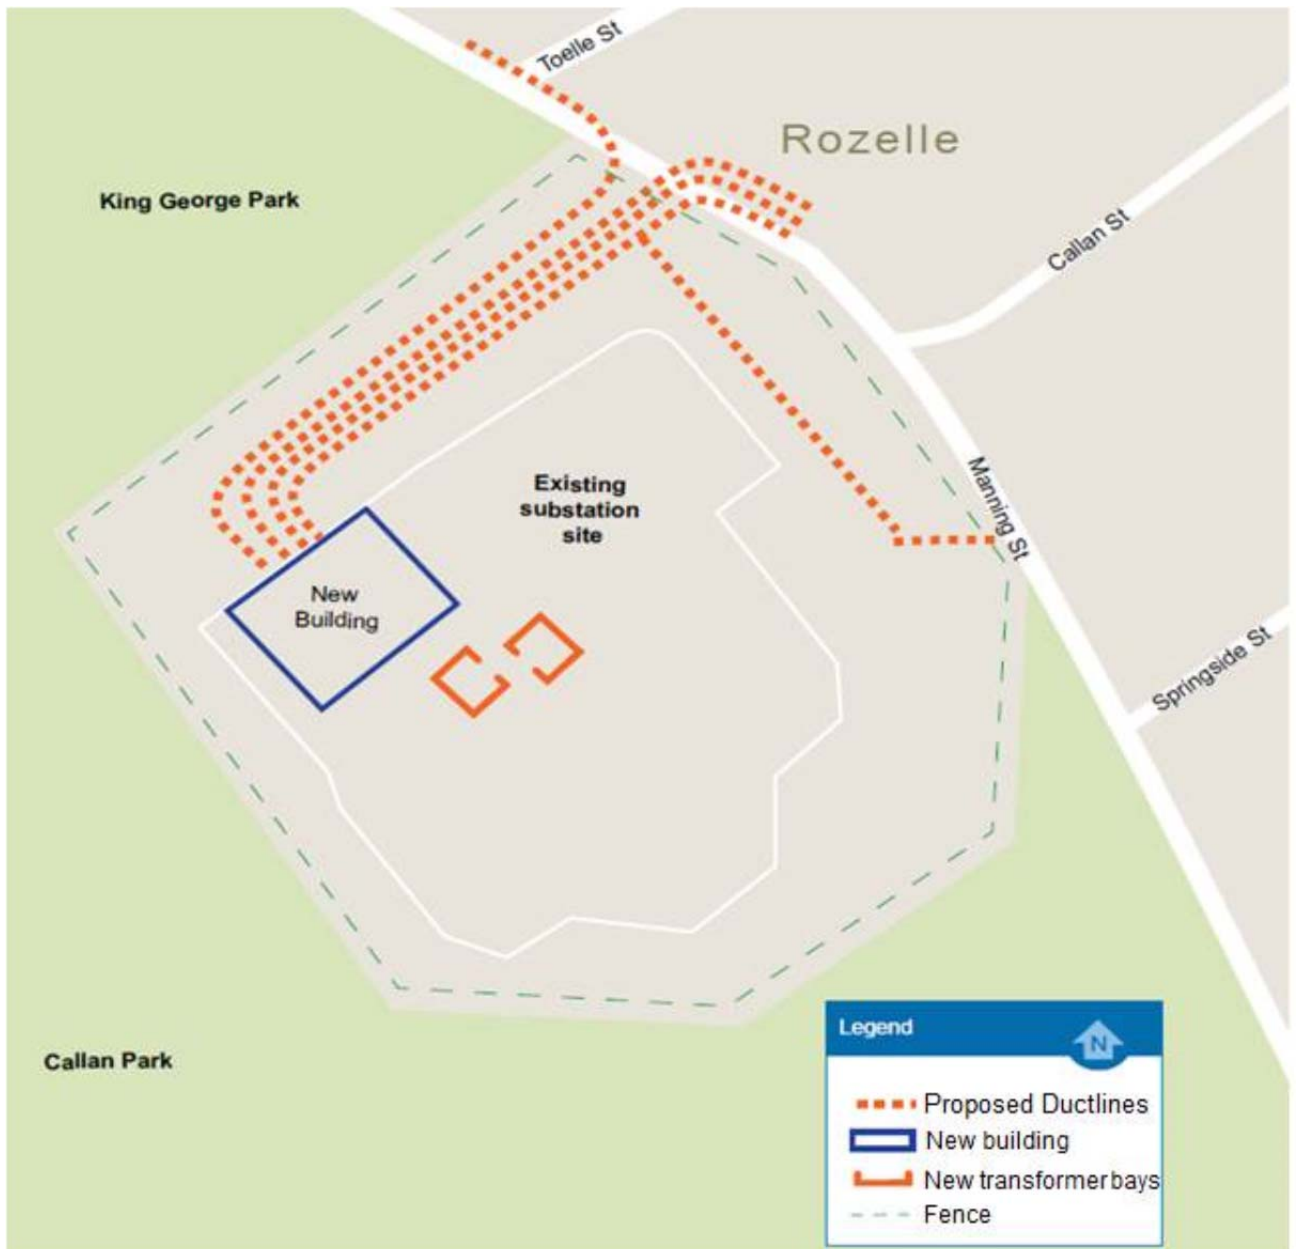 Toelle St
Rozelle
King George Park
Callan St
Manning St
Existing
substation
site
New
Building
Springside St
Callan Park
Legend
N
Proposed Ductlines
New building
New transformer bays
Fence